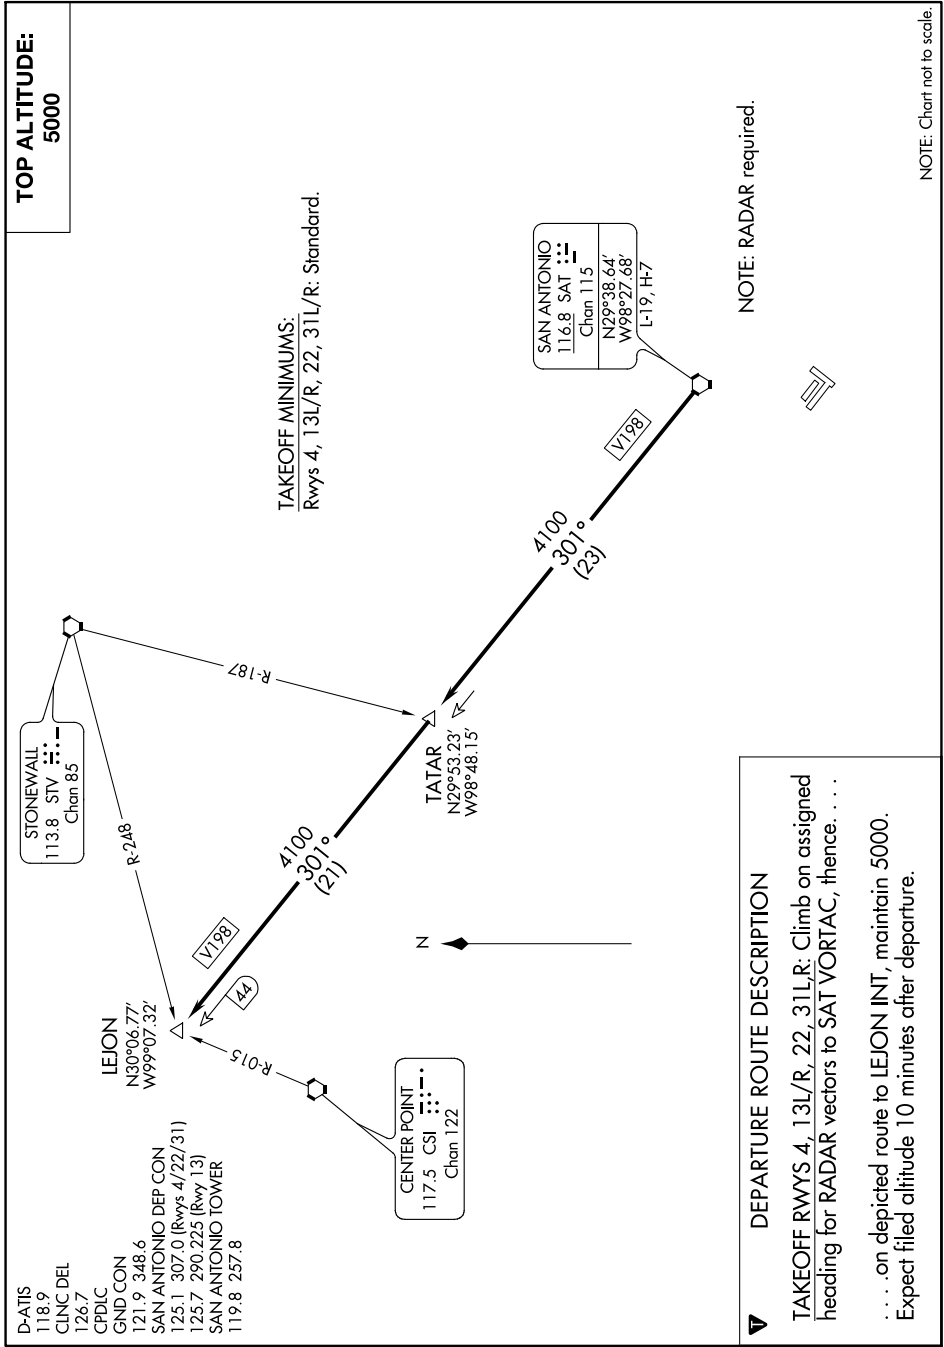 TOP ALTITUDE:
5000
D-ATIS
118.9
CLNC DEL
126.7
CPDLC
GND CON
121.9 348.6
SAN ANTONIO DEP CON
125.1 307.0 (Rwys 4/22/31)
125.7 290.225 (Rwy 13)
SAN ANTONIO TOWER
119.8 257.8
STONEWALL
113.8 STV
Chan 85
R-248
R-187
LEJON
N30°06.77'
W99°07.32'
V198
44
R-015
4100
301°
(21)
CENTER POINT
117.5 CSI
Chan 122
N
TATAR
N29°53.23'
W98°48.15'
TAKEOFF MINIMUMS:
Rwys 4, 13L/R, 22, 31L/R: Standard.
4100
301°
(23)
V198
SAN ANTONIO
116.8 SAT
Chan 115
N29°38.64'
W98°27.68'
L-19, H-7
NOTE: RADAR required.
T
DEPARTURE ROUTE DESCRIPTION
TAKEOFF RWYS 4, 13L/R, 22, 31L,R: Climb on assigned
heading for RADAR vectors to SAT VORTAC, thence. . . .
. . . .on depicted route to LEJON INT, maintain 5000.
Expect filed altitude 10 minutes after departure.
NOTE: Chart not to scale.